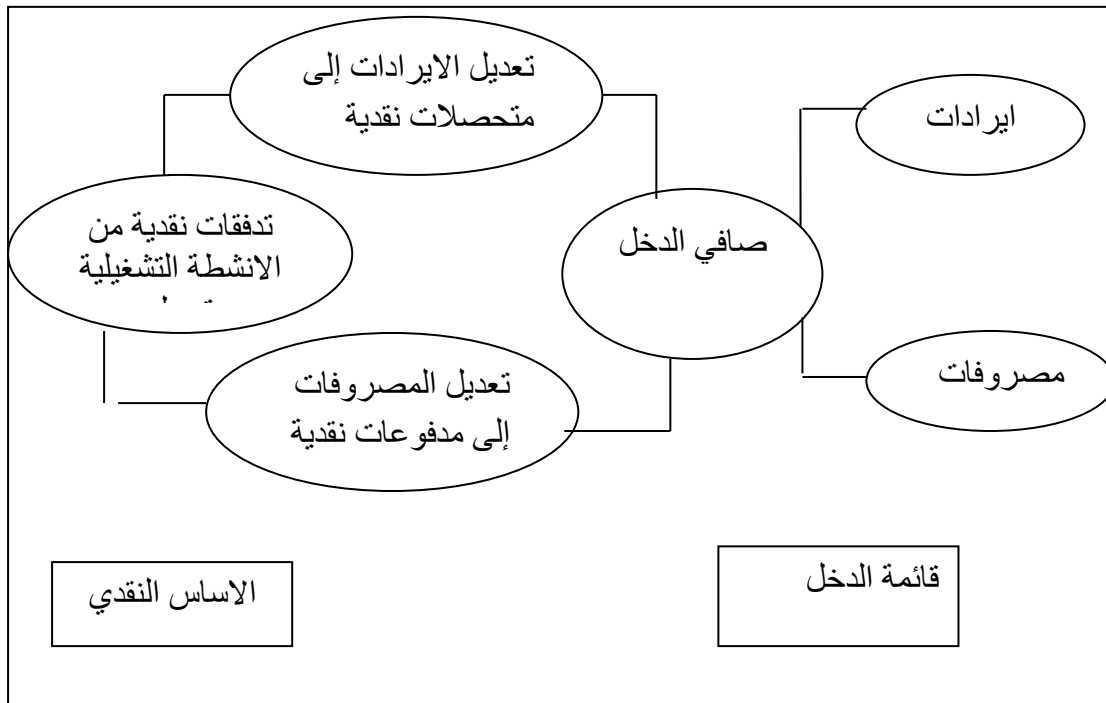 تعديل الايرادات إلى
متحصلات نقدية
ايرادات
صافي الدخل
تدفقات نقدية من
الانشطة التشغيلية
مصروفات
تعديل المصروفات
إلى مدفوعات نقدية
قائمة الدخل
الاساس النقدي